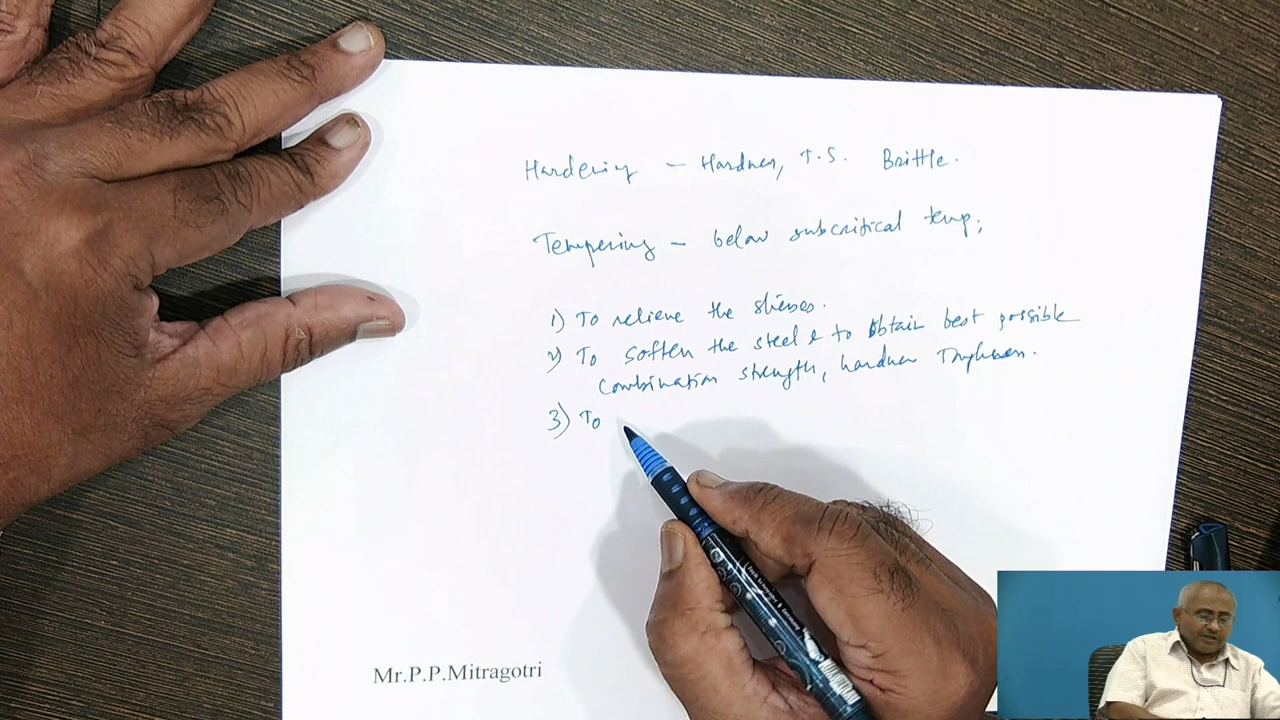 Hardening - Hardness, T.S. Brittle.
Tempering - below subcritical temp;
1) To relieve the stresses.
2) To soften the steel & to obtain best possible
combination strength, hardness Toughness.
3) To
Mr.P.P.Mitragotri